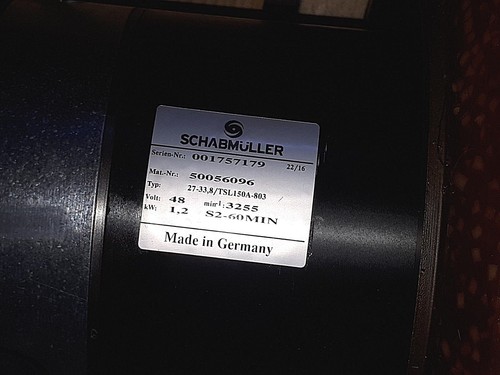 SCHABMÜLLER
Serien-Nr.: 001757179 22/16
Mat.-Nr.: 50056096
Typ: 27-33,8/TSL150A-803
Volt: 48 min⁻¹: 3255
kW: 1,2 S2-60MIN
Made in Germany